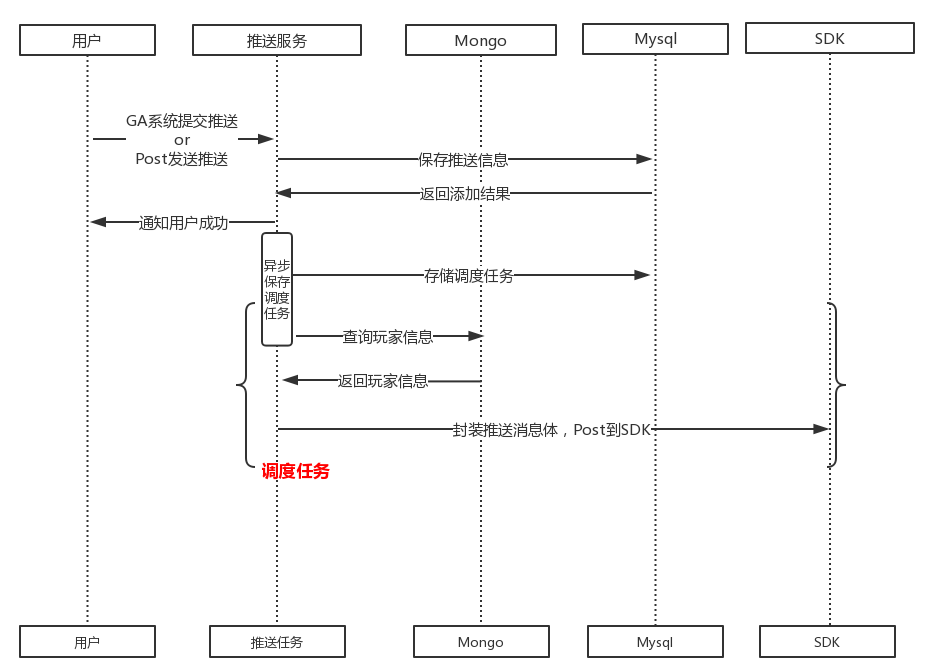 用户
推送服务
Mongo
Mysql
SDK
GA系统提交推送
or
Post发送推送
保存推送信息
返回添加结果
通知用户成功
异步
保存
调度
任务
存储调度任务
查询玩家信息
返回玩家信息
封装推送消息体，Post到SDK
调度任务
用户
推送任务
Mongo
Mysql
SDK